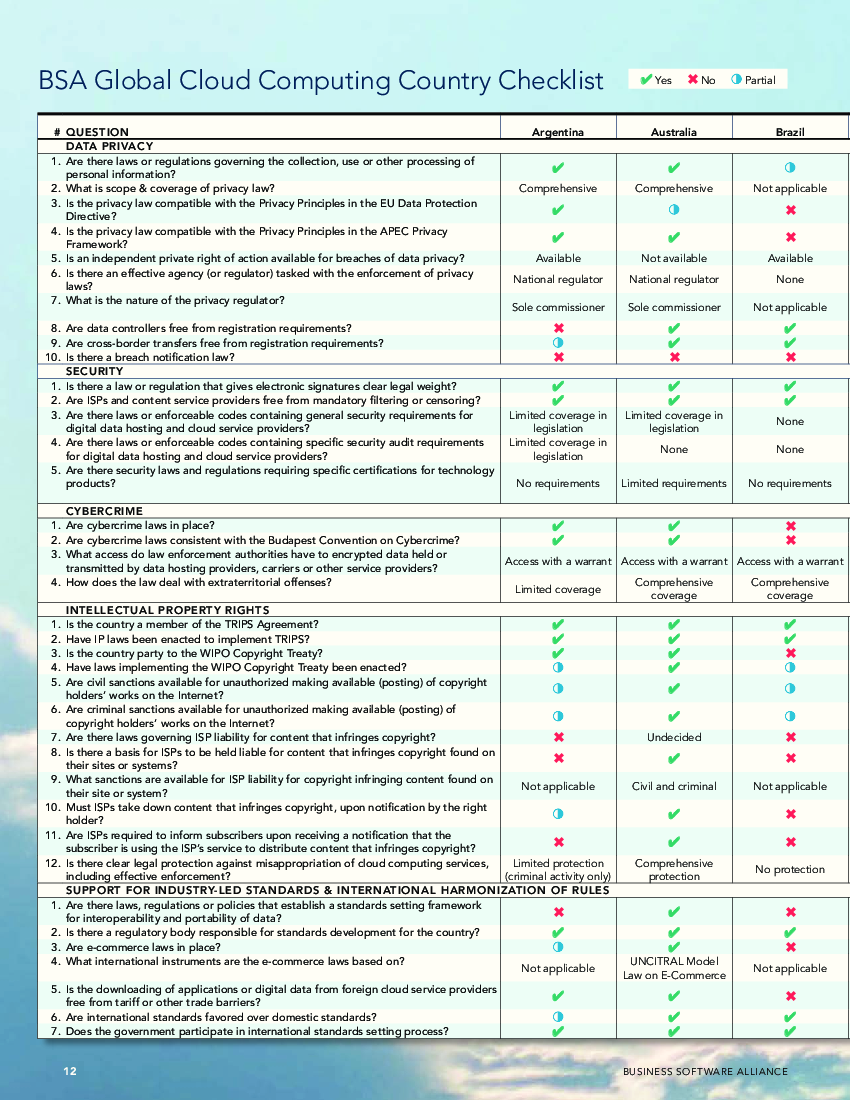 BSA Global Cloud Computing Country Checklist
✔ Yes ✖ No ◑ Partial
# QUESTION Argentina Australia Brazil
DATA PRIVACY
1. Are there laws or regulations governing the collection, use or other processing of
personal information? ✔ ✔ ◑
2. What is scope & coverage of privacy law? Comprehensive Comprehensive Not applicable
3. Is the privacy law compatible with the Privacy Principles in the EU Data Protection
Directive? ✔ ◑ ✖
4. Is the privacy law compatible with the Privacy Principles in the APEC Privacy
Framework? ✔ ✔ ✖
5. Is an independent private right of action available for breaches of data privacy? Available Not available Available
6. Is there an effective agency (or regulator) tasked with the enforcement of privacy
laws? National regulator National regulator None
7. What is the nature of the privacy regulator?
Sole commissioner Sole commissioner Not applicable
8. Are data controllers free from registration requirements? ✖ ✔ ✔
9. Are cross-border transfers free from registration requirements? ◑ ✔ ✔
10. Is there a breach notification law? ✖ ✖ ✖
SECURITY
1. Is there a law or regulation that gives electronic signatures clear legal weight? ✔ ✔ ✔
2. Are ISPs and content service providers free from mandatory filtering or censoring? ✔ ✔ ✔
3. Are there laws or enforceable codes containing general security requirements for
digital data hosting and cloud service providers? Limited coverage in legislation Limited coverage in legislation None
4. Are there laws or enforceable codes containing specific security audit requirements
for digital data hosting and cloud service providers? Limited coverage in legislation None None
5. Are there security laws and regulations requiring specific certifications for technology
products? No requirements Limited requirements No requirements
CYBERCRIME
1. Are cybercrime laws in place? ✔ ✔ ✖
2. Are cybercrime laws consistent with the Budapest Convention on Cybercrime? ✔ ✔ ✖
3. What access do law enforcement authorities have to encrypted data held or
transmitted by data hosting providers, carriers or other service providers? Access with a warrant Access with a warrant Access with a warrant
4. How does the law deal with extraterritorial offenses? Limited coverage Comprehensive coverage Comprehensive coverage
INTELLECTUAL PROPERTY RIGHTS
1. Is the country a member of the TRIPS Agreement? ✔ ✔ ✔
2. Have IP laws been enacted to implement TRIPS? ✔ ✔ ✔
3. Is the country party to the WIPO Copyright Treaty? ✔ ✔ ✖
4. Have laws implementing the WIPO Copyright Treaty been enacted? ◑ ✔ ◑
5. Are civil sanctions available for unauthorized making available (posting) of copyright
holders' works on the Internet? ◑ ✔ ◑
6. Are criminal sanctions available for unauthorized making available (posting) of
copyright holders' works on the Internet? ◑ ✔ ◑
7. Are there laws governing ISP liability for content that infringes copyright? ✖ Undecided ✖
8. Is there a basis for ISPs to be held liable for content that infringes copyright found on
their sites or systems? ✖ ✔ ✖
9. What sanctions are available for ISP liability for copyright infringing content found on
their site or system? Not applicable Civil and criminal Not applicable
10. Must ISPs take down content that infringes copyright, upon notification by the right
holder? ◑ ✔ ✖
11. Are ISPs required to inform subscribers upon receiving a notification that the
subscriber is using the ISP's service to distribute content that infringes copyright? ✖ ✔ ✖
12. Is there clear legal protection against misappropriation of cloud computing services,
including effective enforcement? Limited protection (criminal activity only) Comprehensive protection No protection
SUPPORT FOR INDUSTRY-LED STANDARDS & INTERNATIONAL HARMONIZATION OF RULES
1. Are there laws, regulations or policies that establish a standards setting framework
for interoperability and portability of data? ✖ ✔ ✖
2. Is there a regulatory body responsible for standards development for the country? ✔ ✔ ✔
3. Are e-commerce laws in place? ◑ ✔ ✖
4. What international instruments are the e-commerce laws based on? Not applicable UNCITRAL Model Law on E-Commerce Not applicable
5. Is the downloading of applications or digital data from foreign cloud service providers
free from tariff or other trade barriers? ✔ ✔ ✖
6. Are international standards favored over domestic standards? ◑ ✔ ✔
7. Does the government participate in international standards setting process? ✔ ✔ ✔
12 BUSINESS SOFTWARE ALLIANCE